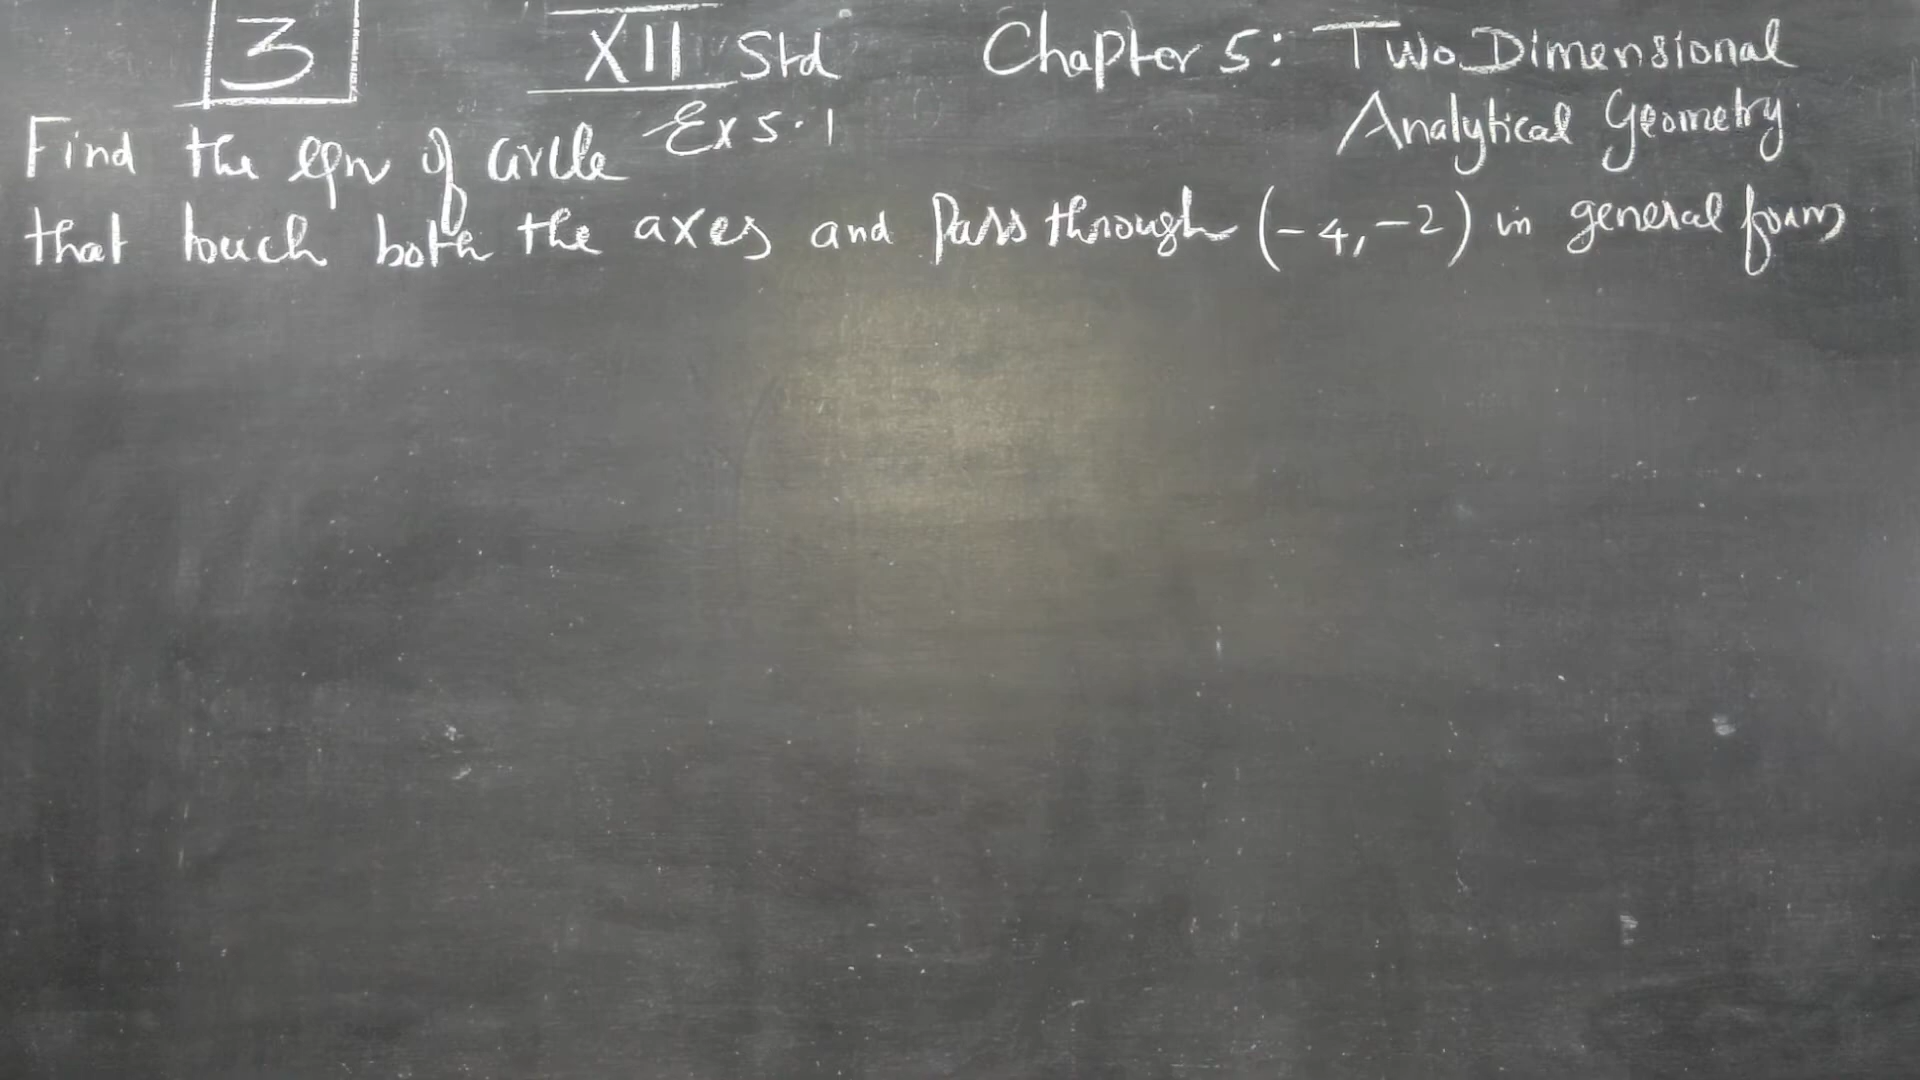 3 XII Std Chapter 5: Two Dimensional
Ex 5.1 Analytical Geometry
Find the eqn of circle
that touch both the axes and Pass through (-4,-2) in general form